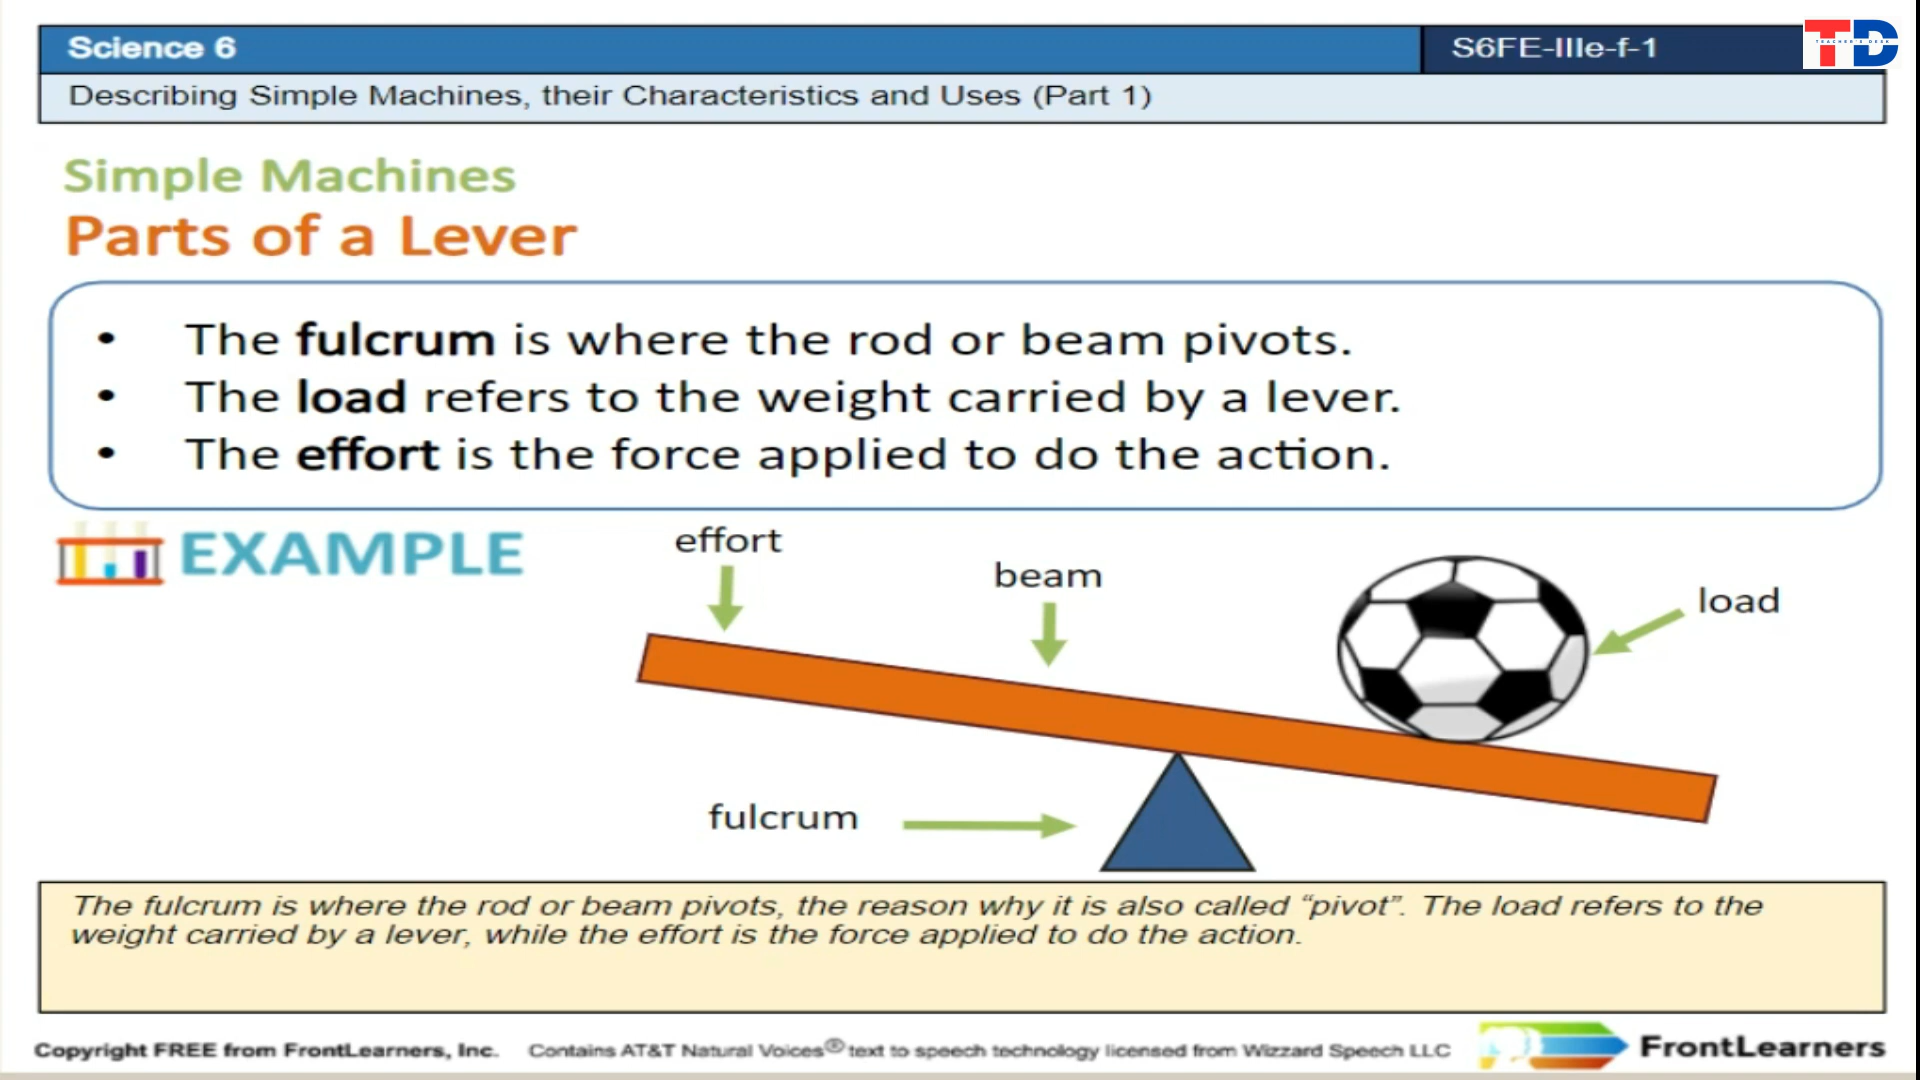 Science 6
S6FE-IIIe-f-1
TD
TEACHER'S DESK
Describing Simple Machines, their Characteristics and Uses (Part 1)
Simple Machines
Parts of a Lever
• The fulcrum is where the rod or beam pivots.
• The load refers to the weight carried by a lever.
• The effort is the force applied to do the action.
EXAMPLE
effort
beam
load
fulcrum
The fulcrum is where the rod or beam pivots, the reason why it is also called “pivot”. The load refers to the
weight carried by a lever, while the effort is the force applied to do the action.
Copyright FREE from FrontLearners, Inc. Contains AT&T Natural Voices® text to speech technology licensed from Wizzard Speech LLC
FrontLearners